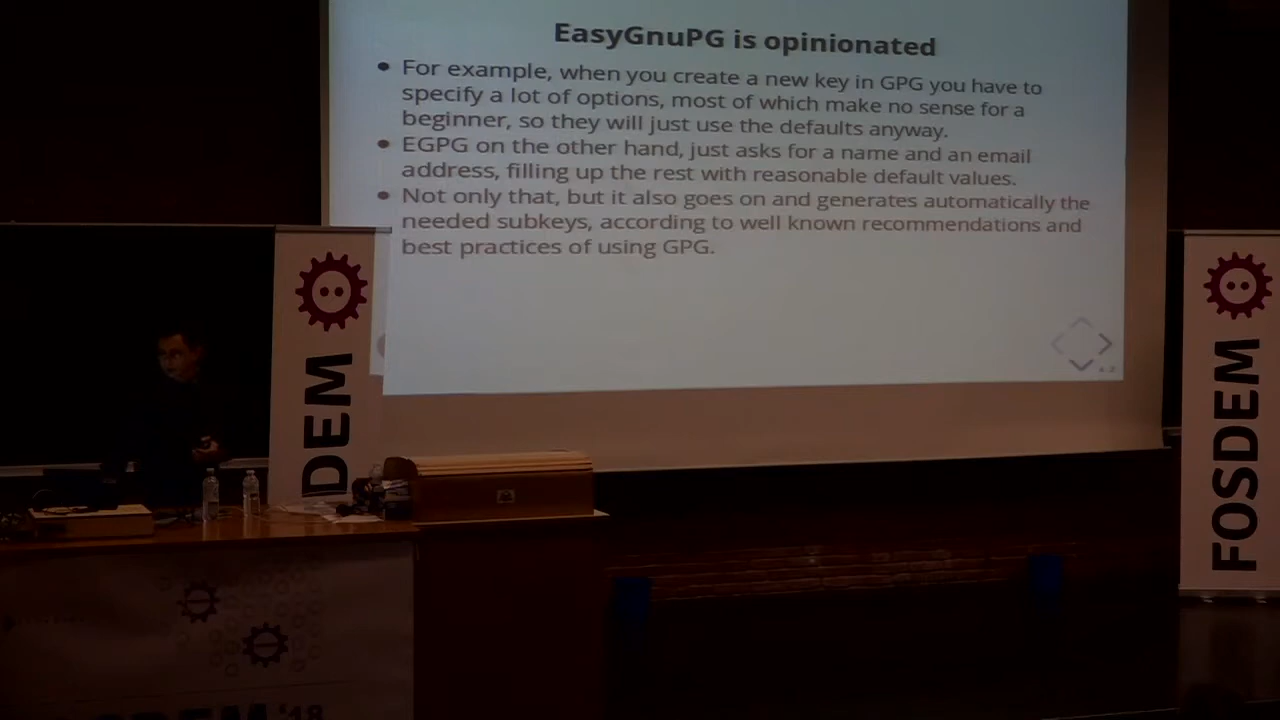 EasyGnuPG is opinionated
• For example, when you create a new key in GPG you have to
specify a lot of options, most of which make no sense for a
beginner, so they will just use the defaults anyway.
• EGPG on the other hand, just asks for a name and an email
address, filling up the rest with reasonable default values.
• Not only that, but it also goes on and generates automatically the
needed subkeys, according to well known recommendations and
best practices of using GPG.
DEM
FOSDEM
DEM '18